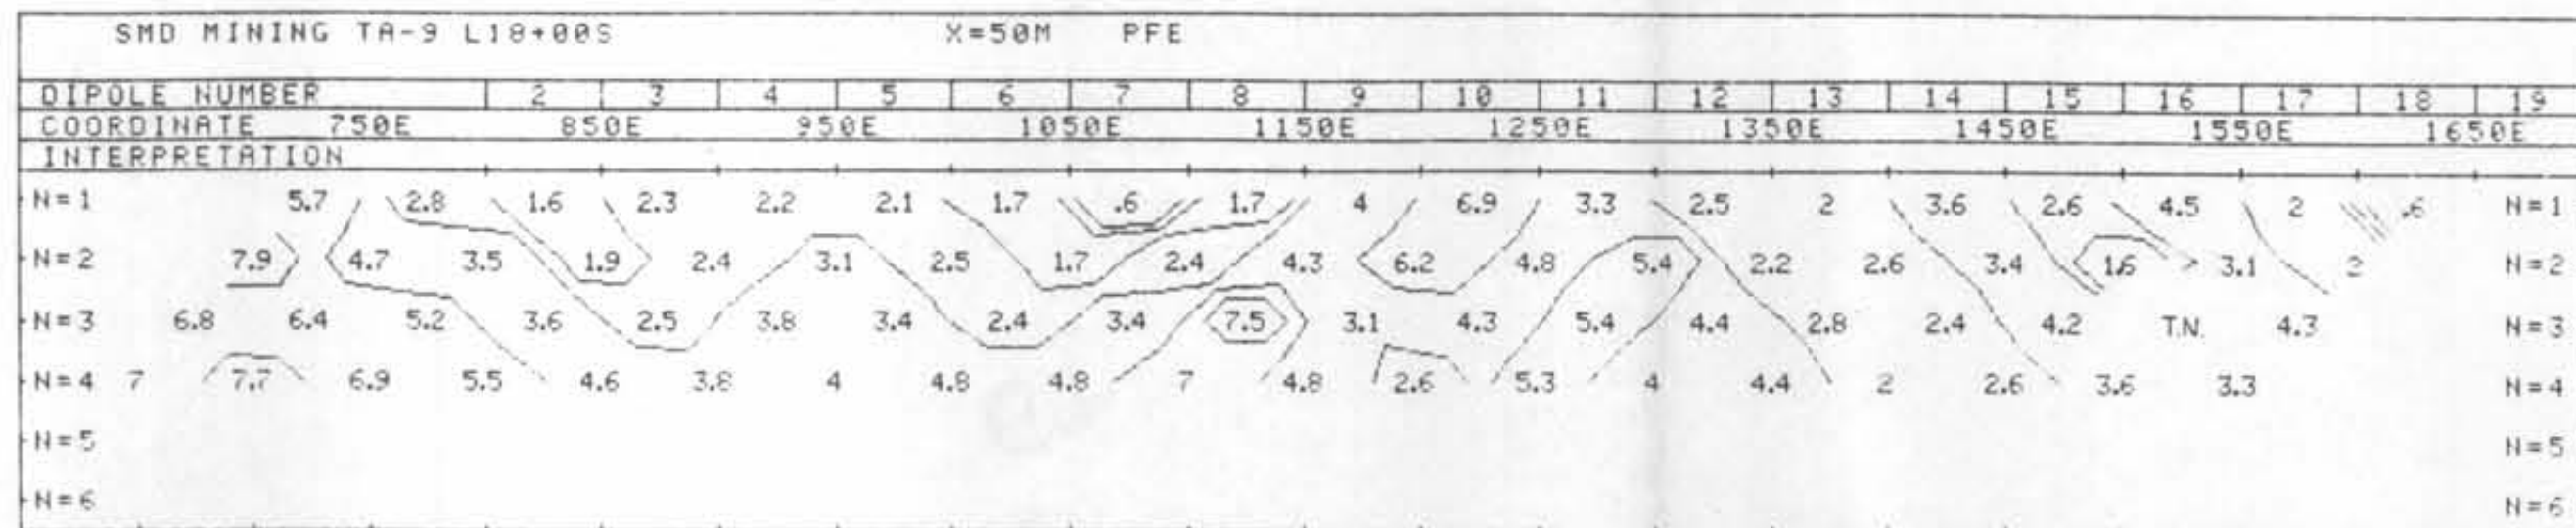 SMD MINING TA-9 L18+00S X=50M PFE
DIPOLE NUMBER 2 3 4 5 6 7 8 9 10 11 12 13 14 15 16 17 18 19
COORDINATE 750E 850E 950E 1050E 1150E 1250E 1350E 1450E 1550E 1650E
INTERPRETATION
N=1 5.7 2.8 1.6 2.3 2.2 2.1 1.7 .6 1.7 4 6.9 3.3 2.5 2 3.6 2.6 4.5 2 .6 N=1
N=2 7.9 4.7 3.5 1.9 2.4 3.1 2.5 1.7 2.4 4.3 6.2 4.8 5.4 2.2 2.6 3.4 1.6 3.1 2 N=2
N=3 6.8 6.4 5.2 3.6 2.5 3.8 3.4 2.4 3.4 7.5 3.1 4.3 5.4 4.4 2.8 2.4 4.2 T.N. 4.3 N=3
N=4 7 7.7 6.9 5.5 4.6 3.8 4 4.8 4.8 7 4.8 2.6 5.3 4 4.4 2 2.6 3.6 3.3 N=4
N=5 N=5
N=6 N=6